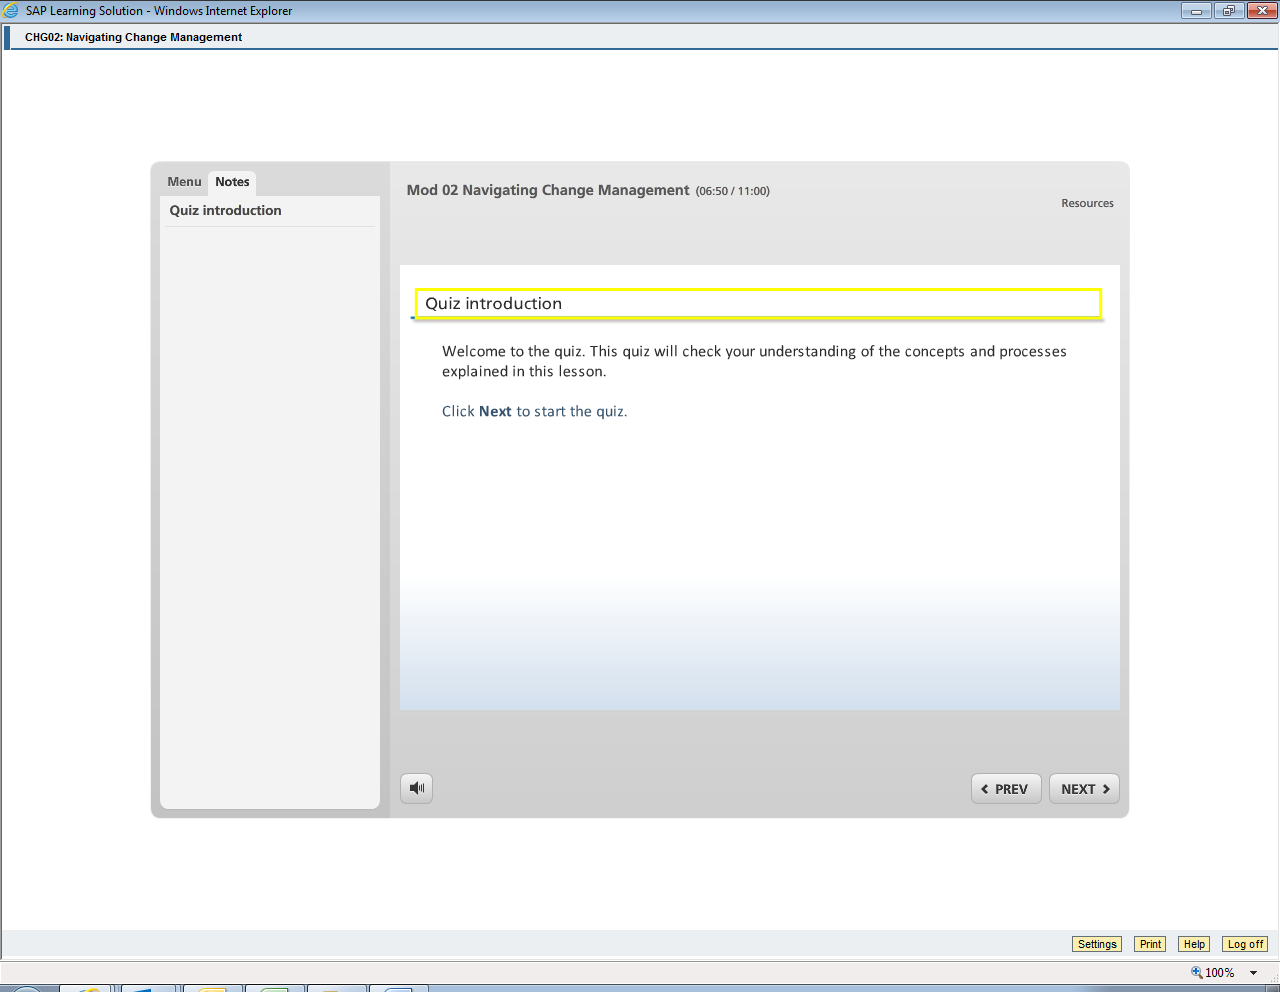 SAP Learning Solution - Windows Internet Explorer
CHG02: Navigating Change Management
Menu
Notes
Quiz introduction
Mod 02 Navigating Change Management (06:50 / 11:00)
Resources
Quiz introduction
Welcome to the quiz. This quiz will check your understanding of the concepts and processes
explained in this lesson.
Click Next to start the quiz.
PREV
NEXT
Settings
Print
Help
Log off
100%